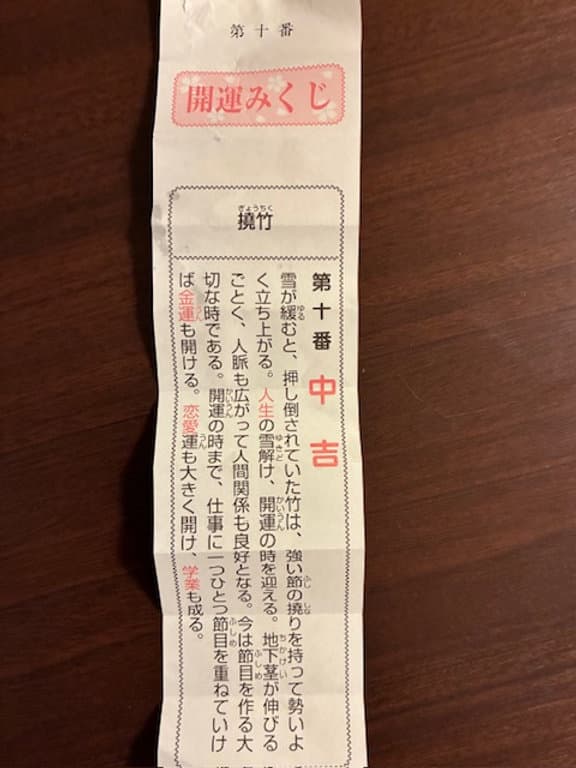 第十番
開運みくじ
ぎょうちく
撓竹
第十番 中吉
雪が緩むと、押し倒されていた竹は、強い節の撓りを持って勢いよ
く立ち上がる。人生の雪解け、開運の時を迎える。地下茎が伸びる
ごとく、人脈も広がって人間関係も良好となる。今は節目を作る大
切な時である。開運の時まで、仕事に一つひとつ節目を重ねていけ
ば金運も開ける。恋愛運も大きく開け、学業も成る。